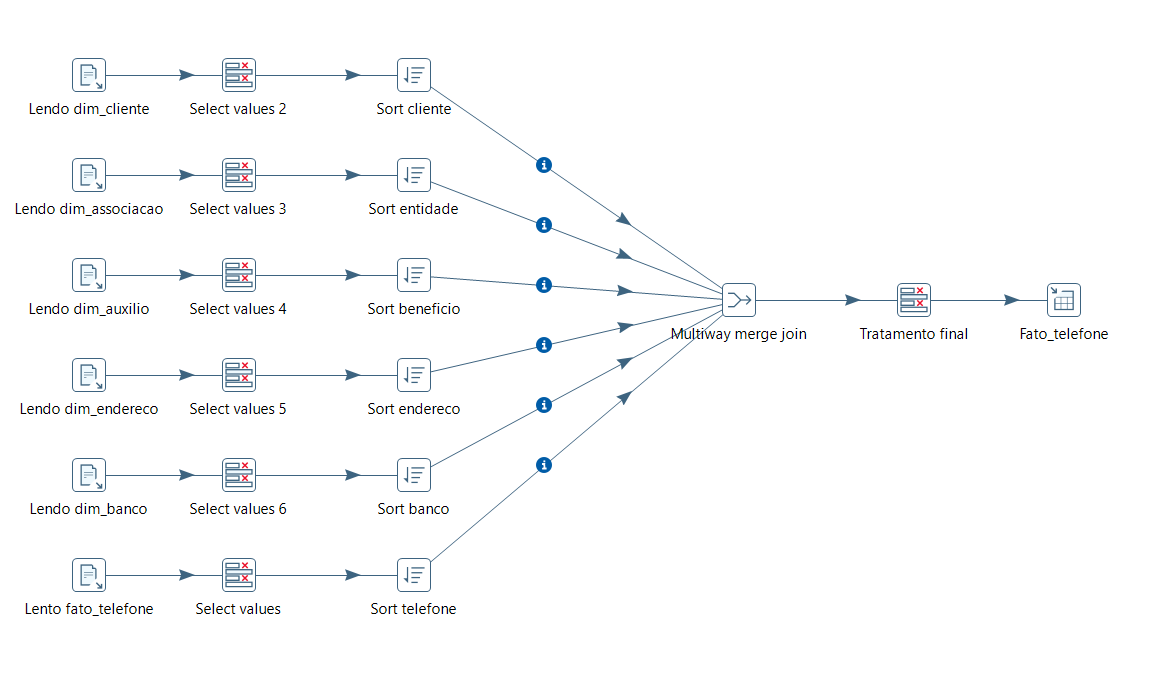 Lendo dim_cliente
Select values 2
Sort cliente
Lendo dim_associacao
Select values 3
Sort entidade
Lendo dim_auxilio
Select values 4
Sort benefício
Lendo dim_endereco
Select values 5
Sort endereco
Lendo dim_banco
Select values 6
Sort banco
Lento fato_telefone
Select values
Sort telefone
Multiway merge join
Tratamento final
Fato_telefone